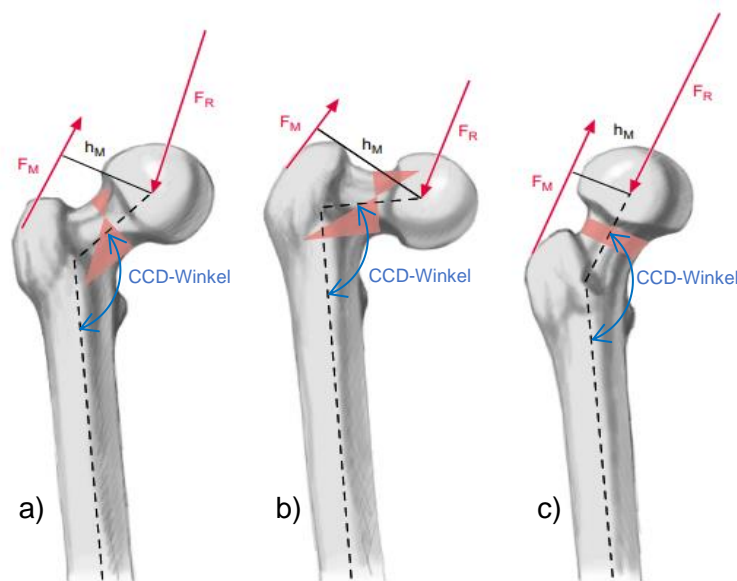 F_R
F_M
h_M
CCD-Winkel
a)
F_M
h_M
F_R
CCD-Winkel
b)
F_R
h_M
F_M
CCD-Winkel
c)